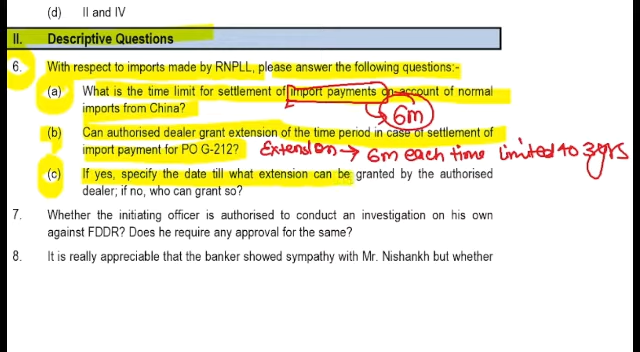 (d) II and IV
II. Descriptive Questions
6. With respect to imports made by RNPLL, please answer the following questions:-
(a) What is the time limit for settlement of import payments on account of normal
imports from China?
6m
(b) Can authorised dealer grant extension of the time period in case of settlement of
import payment for PO G-212? Extension → 6m each time limited to 3yrs
(c) If yes, specify the date till what extension can be granted by the authorised
dealer; if no, who can grant so?
7. Whether the initiating officer is authorised to conduct an investigation on his own
against FDDR? Does he require any approval for the same?
8. It is really appreciable that the banker showed sympathy with Mr. Nishankh but whether